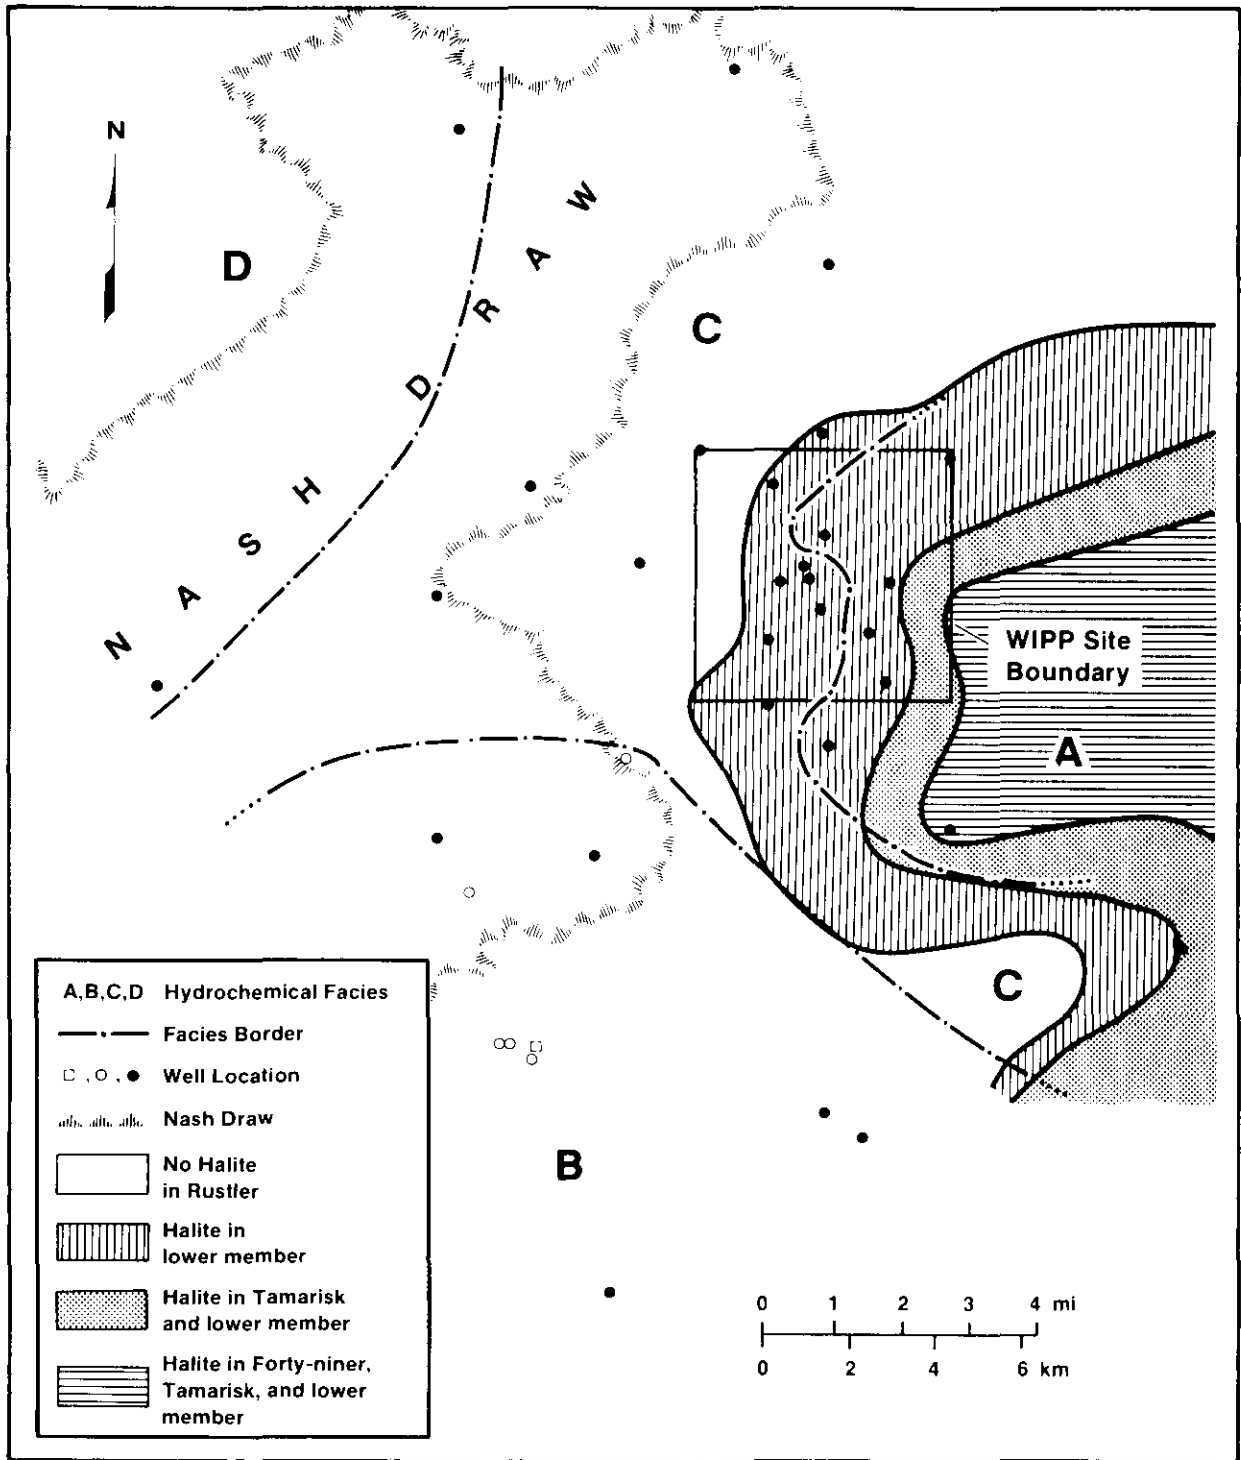 N
D
N A S H D R A W
C
WIPP Site
Boundary
A
C
B
A,B,C,D Hydrochemical Facies
Facies Border
Well Location
Nash Draw
No Halite
in Rustler
Halite in
lower member
Halite in Tamarisk
and lower member
Halite in Forty-niner,
Tamarisk, and lower
member
0 1 2 3 4 mi
0 2 4 6 km